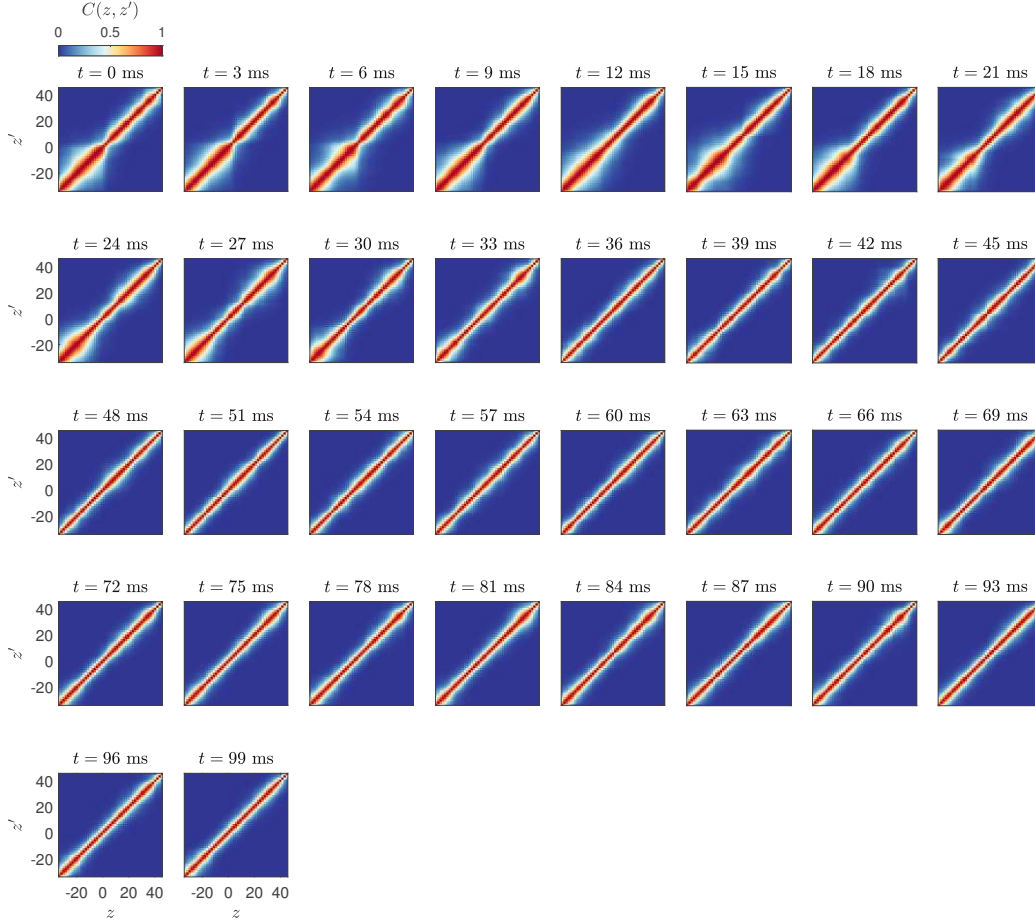 C(z, z′)
0 0.5 1
t = 0 ms t = 3 ms t = 6 ms t = 9 ms t = 12 ms t = 15 ms t = 18 ms t = 21 ms
40
20
0
-20
z′
t = 24 ms t = 27 ms t = 30 ms t = 33 ms t = 36 ms t = 39 ms t = 42 ms t = 45 ms
40
20
0
-20
z′
t = 48 ms t = 51 ms t = 54 ms t = 57 ms t = 60 ms t = 63 ms t = 66 ms t = 69 ms
40
20
0
-20
z′
t = 72 ms t = 75 ms t = 78 ms t = 81 ms t = 84 ms t = 87 ms t = 90 ms t = 93 ms
40
20
0
-20
z′
t = 96 ms t = 99 ms
40
20
0
-20
z′
-20 0 20 40 -20 0 20 40
z z